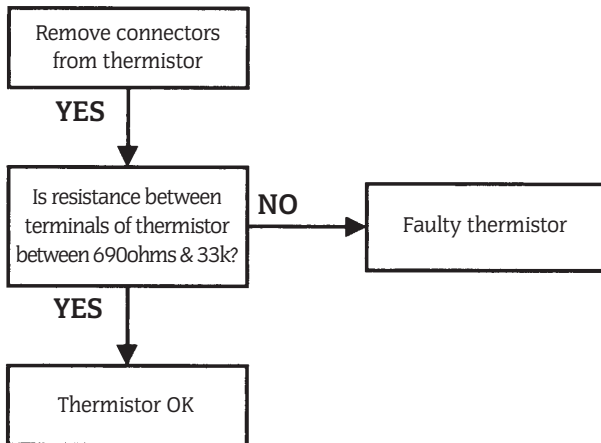 Remove connectors
from thermistor
YES
Is resistance between
terminals of thermistor
between 690ohms & 33k?
NO
Faulty thermistor
YES
Thermistor OK